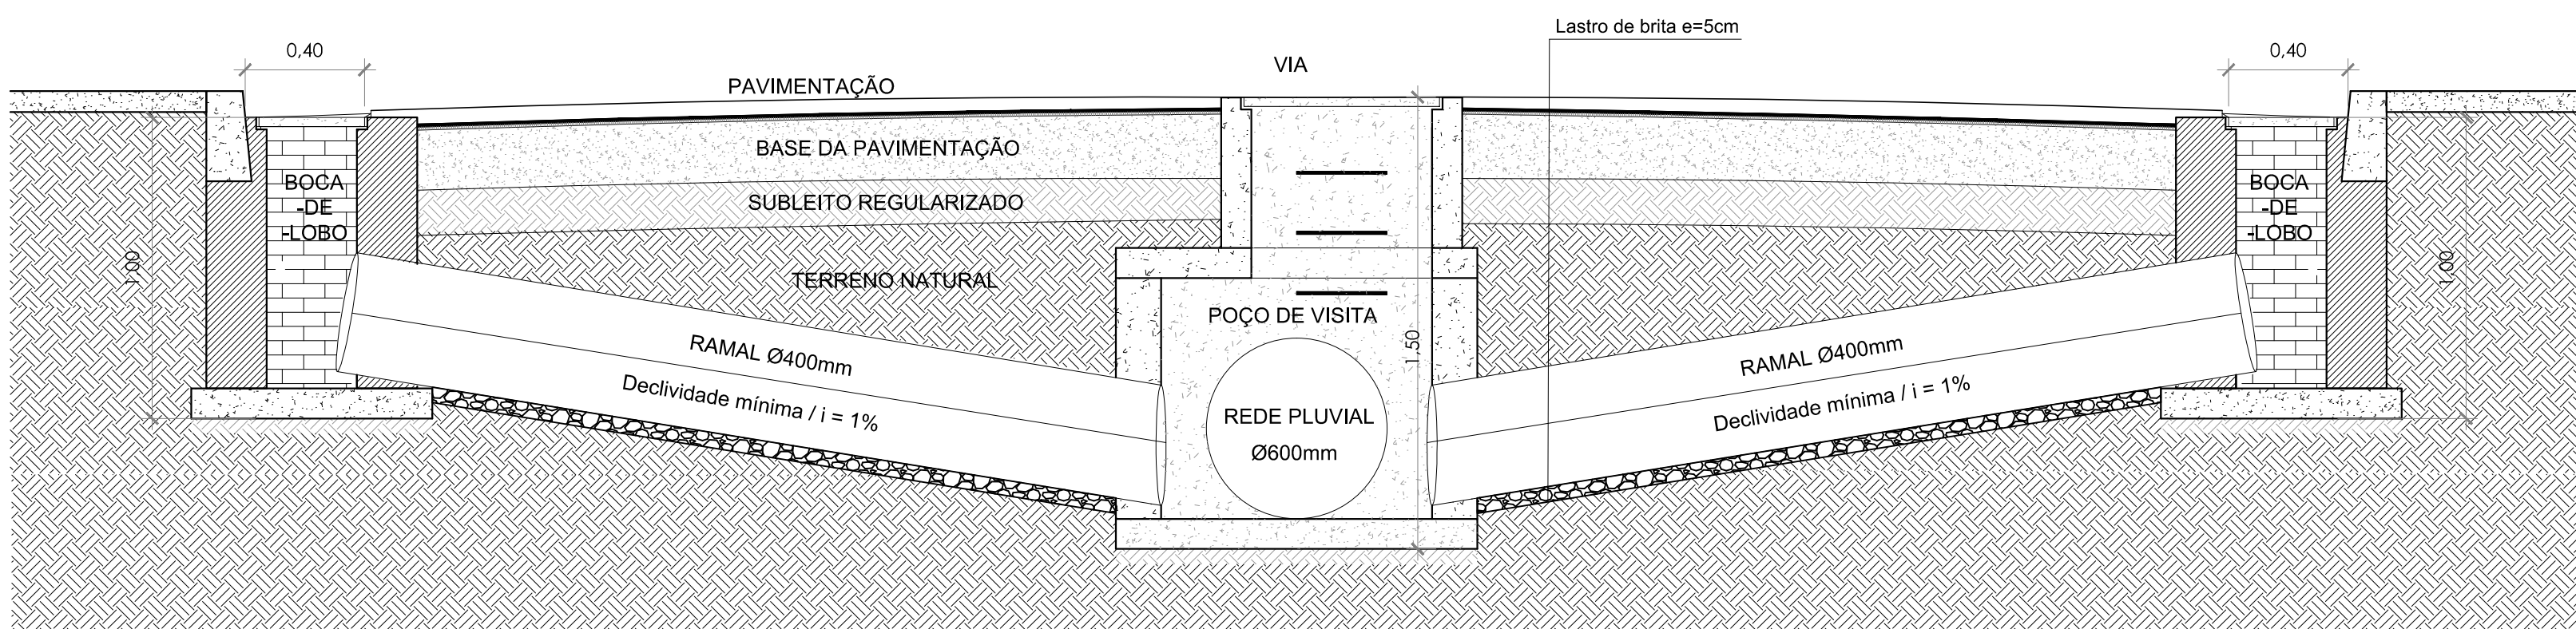 Lastro de brita e=5cm
0,40
VIA
0,40
PAVIMENTAÇÃO
BASE DA PAVIMENTAÇÃO
SUBLEITO REGULARIZADO
TERRENO NATURAL
BOCA
-DE
-LOBO
1,00
RAMAL Ø400mm
Declividade mínima / i = 1%
POÇO DE VISITA
1,50
REDE PLUVIAL
Ø600mm
RAMAL Ø400mm
Declividade mínima / i = 1%
BOCA
-DE
-LOBO
1,00